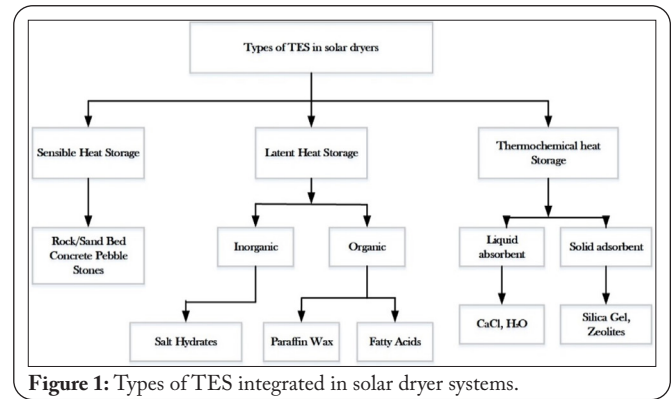 Types of TES in solar dryers
Sensible Heat Storage
Latent Heat Storage
Thermochemical heat
Storage
Rock/Sand Bed
Concrete Pebble
Stones
Inorganic
Organic
Liquid
absorbent
Solid adsorbent
Salt Hydrates
Paraffin Wax
Fatty Acids
CaCl, H₂O
Silica Gel,
Zeolites
Figure 1: Types of TES integrated in solar dryer systems.